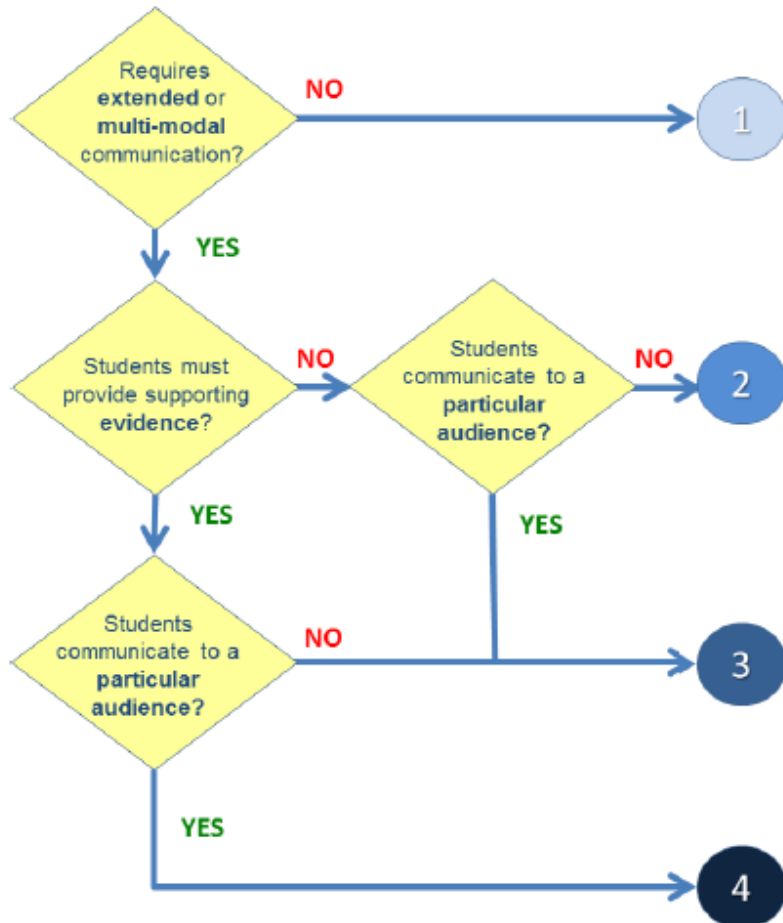 Requires
extended or
multi-modal
communication?
NO
1
YES
Students must
provide supporting
evidence?
NO
Students
communicate to a
particular
audience?
NO
2
YES
YES
Students
communicate to a
particular
audience?
NO
3
YES
4